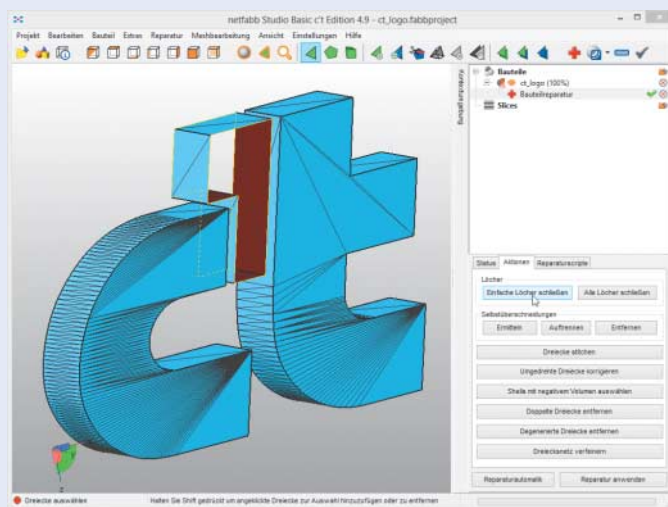 netfabb Studio Basic c't Edition 4.9 - ct_logo.fabbproject
Projekt Bearbeiten Bauteil Extras Reparatur Meshbearbeitung Ansicht Einstellungen Hilfe
Kontextumgebung
Bauteile
ct_logo (100%)
Bauteilreparatur
Slices
Status Aktionen Reparaturscripte
Löcher
Einfache Löcher schließen Alle Löcher schließen
Selbstüberschneidungen
Ermitteln Auftrennen Entfernen
Dreiecke stitchen
Umgedrehte Dreiecke korrigieren
Shells mit negativem Volumen auswählen
Doppelte Dreiecke entfernen
Degenerierte Dreiecke entfernen
Dreiecksnetz verfeinern
Reparaturautomatik Reparatur anwenden
z
Dreiecke auswählen Halten Sie Shift gedrückt um angeklickte Dreiecke zur Auswahl hinzuzufügen oder zu entfernen